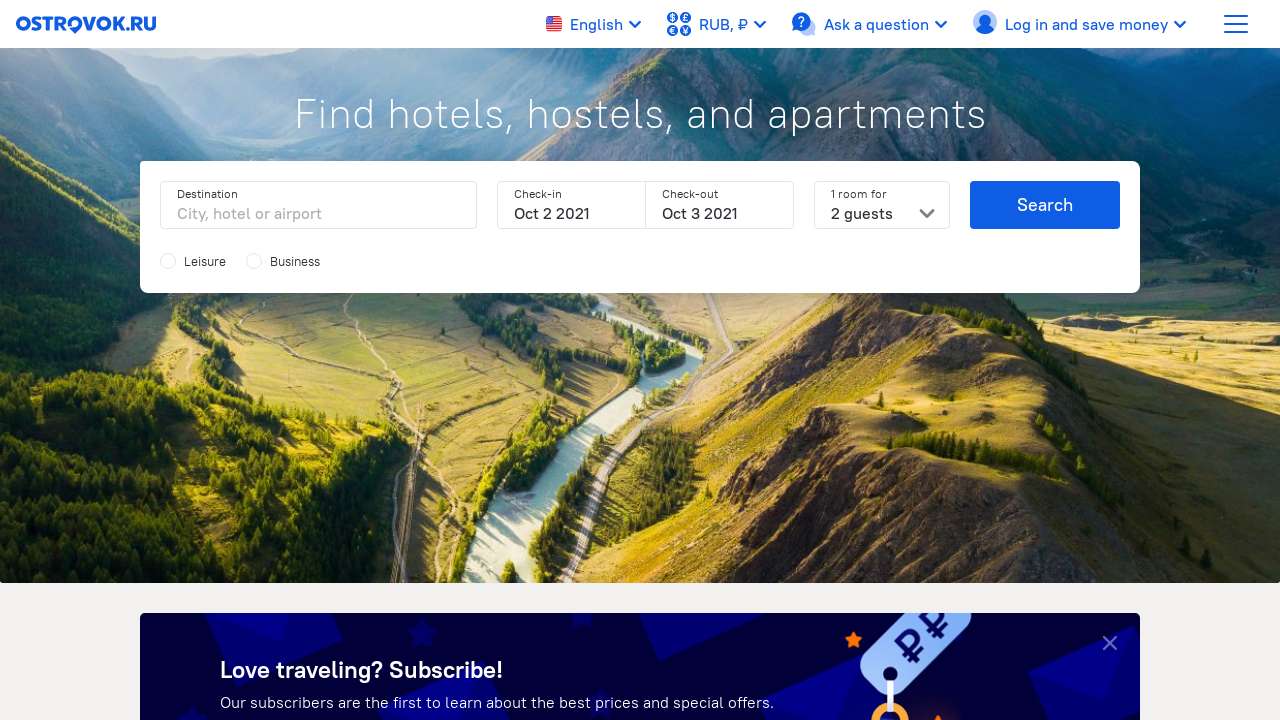 OSTROVOK.RU
English
RUB, ₽
Ask a question
Log in and save money
Find hotels, hostels, and apartments
Destination
City, hotel or airport
Check-in
Oct 2 2021
Check-out
Oct 3 2021
1 room for
2 guests
Search
Leisure
Business
Love traveling? Subscribe!
Our subscribers are the first to learn about the best prices and special offers.